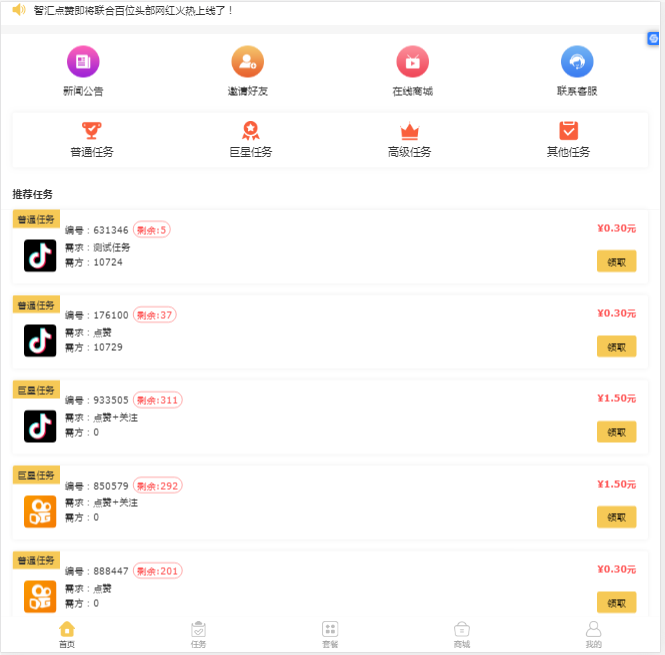 智汇点赞即将联合百位头部网红火热上线了！
新闻公告 邀请好友 在线商城 联系客服
普通任务 巨星任务 高级任务 其他任务
推荐任务
普通任务
编号：631346 剩余:5 ¥0.30元
需求：测试任务
需方：10724 领取
普通任务
编号：176100 剩余:37 ¥0.30元
需求：点赞
需方：10729 领取
巨星任务
编号：933505 剩余:311 ¥1.50元
需求：点赞+关注
需方：0 领取
巨星任务
编号：850579 剩余:292 ¥1.50元
需求：点赞+关注
需方：0 领取
普通任务
编号：888447 剩余:201 ¥0.30元
需求：点赞
需方：0 领取
首页 任务 套餐 商城 我的